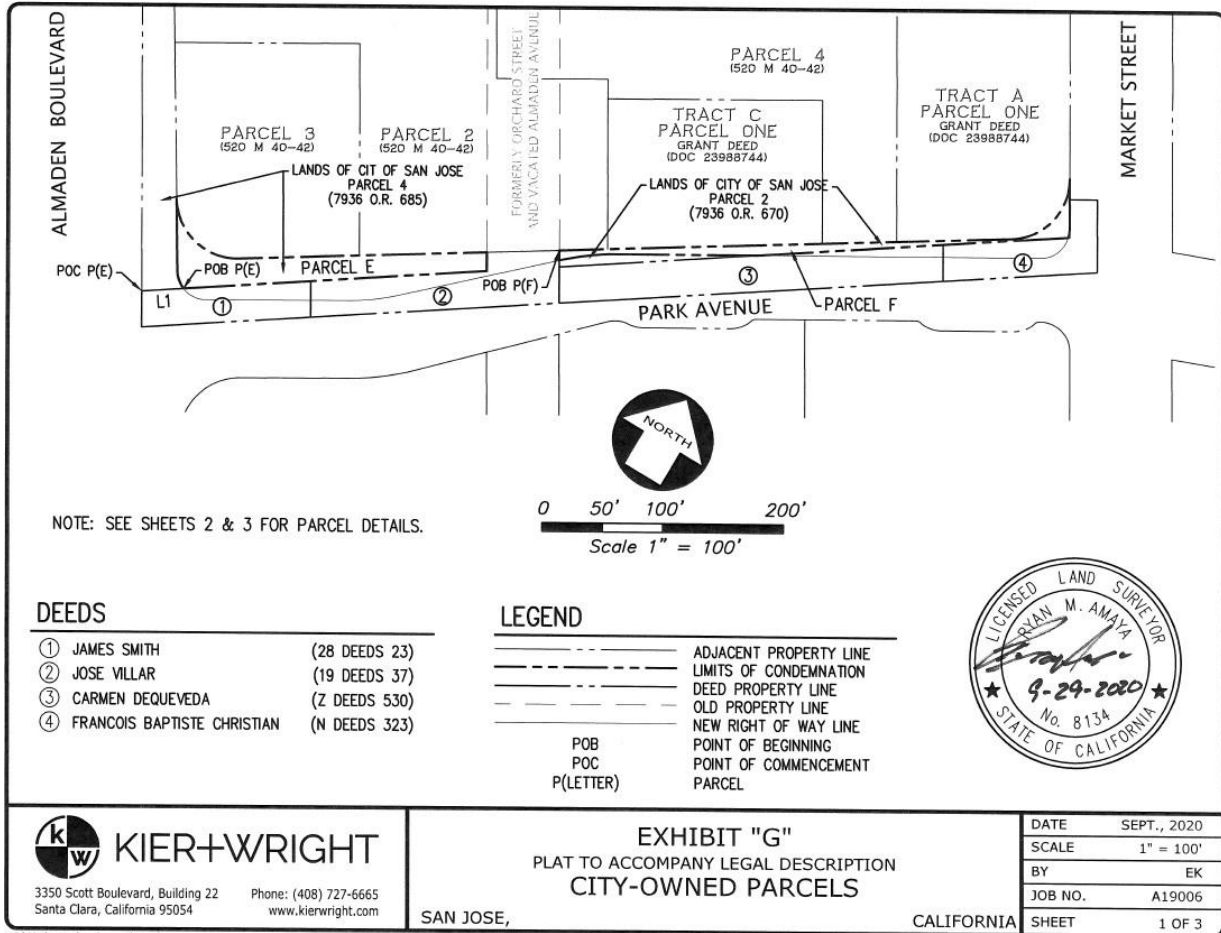 ALMADEN BOULEVARD
FORMERLY ORCHARD STREET
AND VACATED ALMADEN AVENUE
MARKET STREET
PARCEL 4
(520 M 40-42)
TRACT A
PARCEL ONE
GRANT DEED
(DOC 23988744)
TRACT C
PARCEL ONE
GRANT DEED
(DOC 23988744)
PARCEL 3
(520 M 40-42)
PARCEL 2
(520 M 40-42)
LANDS OF CIT OF SAN JOSE
PARCEL 4
(7936 O.R. 685)
LANDS OF CITY OF SAN JOSE
PARCEL 2
(7936 O.R. 670)
POC P(E)
POB P(E)
PARCEL E
POB P(F)
L1
1
2
3
4
PARK AVENUE
PARCEL F
NORTH
0 50' 100' 200'
Scale 1" = 100'
NOTE: SEE SHEETS 2 & 3 FOR PARCEL DETAILS.
DEEDS
1 JAMES SMITH (28 DEEDS 23)
2 JOSE VILLAR (19 DEEDS 37)
3 CARMEN DEQUEVEDA (Z DEEDS 530)
4 FRANCOIS BAPTISTE CHRISTIAN (N DEEDS 323)
LEGEND
ADJACENT PROPERTY LINE
LIMITS OF CONDEMNATION
DEED PROPERTY LINE
OLD PROPERTY LINE
NEW RIGHT OF WAY LINE
POB POINT OF BEGINNING
POC POINT OF COMMENCEMENT
P(LETTER) PARCEL
LICENSED LAND SURVEYOR
RYAN M. AMAYA
9-29-2020
No. 8134
STATE OF CALIFORNIA
k w
KIER+WRIGHT
3350 Scott Boulevard, Building 22 Phone: (408) 727-6665
Santa Clara, California 95054 www.kierwright.com
EXHIBIT "G"
PLAT TO ACCOMPANY LEGAL DESCRIPTION
CITY-OWNED PARCELS
SAN JOSE, CALIFORNIA
DATE SEPT., 2020
SCALE 1" = 100'
BY EK
JOB NO. A19006
SHEET 1 OF 3